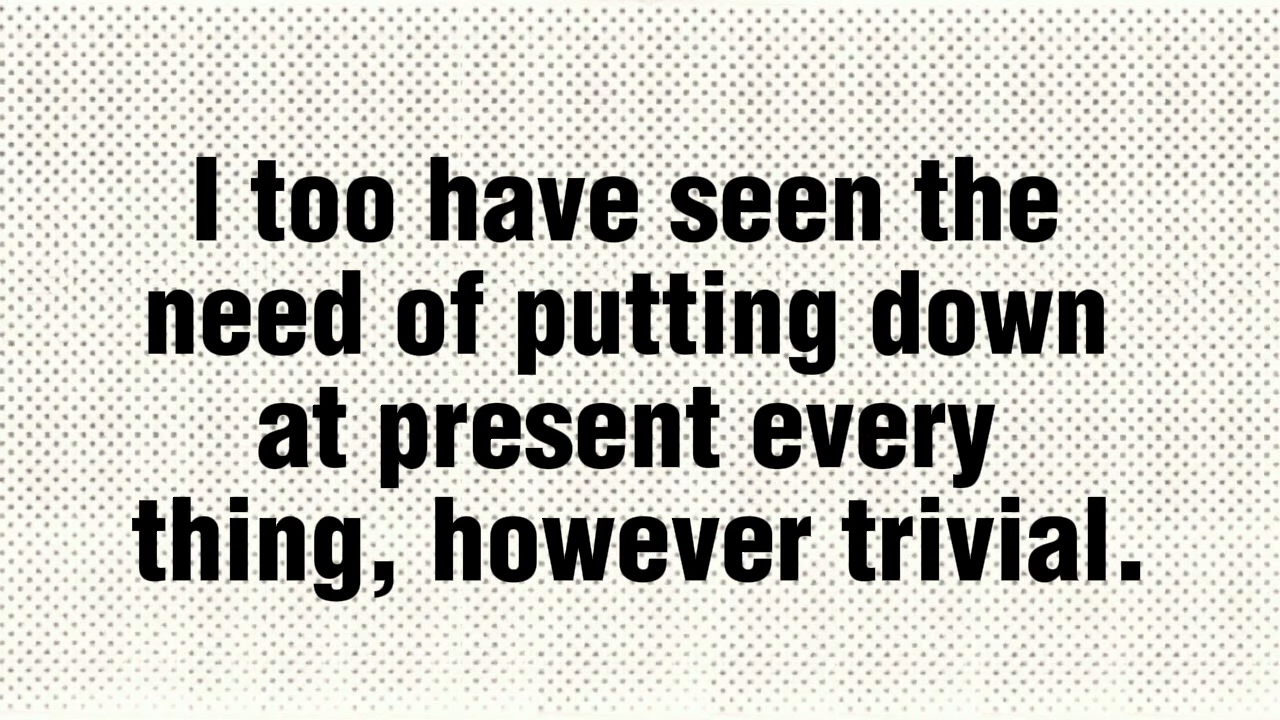 I too have seen the
need of putting down
at present every
thing, however trivial.